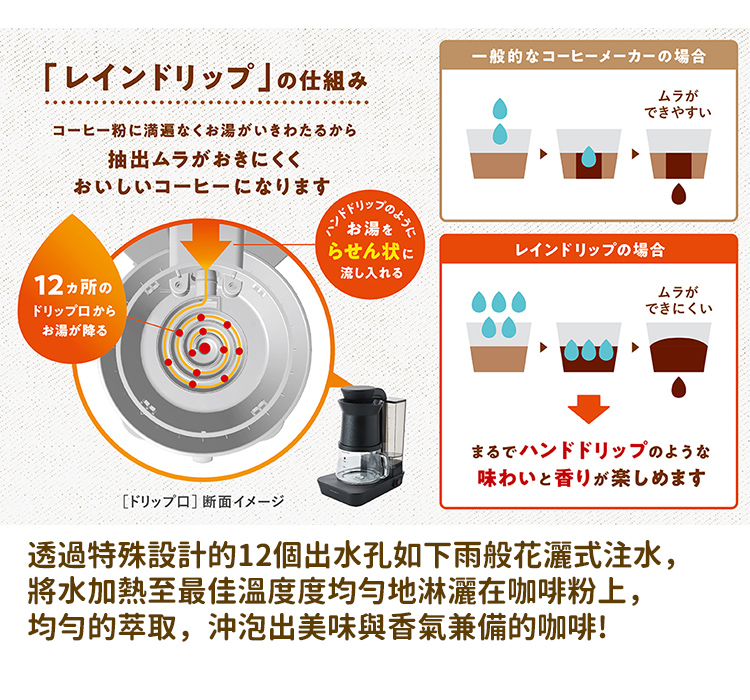 「レインドリップ」の仕組み
コーヒー粉に満遍なくお湯がいきわたるから
抽出ムラがおきにくく
おいしいコーヒーになります
ハンドドリップのように
お湯を
らせん状に
流し入れる
12ヵ所の
ドリップ口から
お湯が降る
［ドリップ口］断面イメージ
一般的なコーヒーメーカーの場合
ムラが
できやすい
レインドリップの場合
ムラが
できにくい
まるでハンドドリップのような
味わいと香りが楽しめます
透過特殊設計的12個出水孔如下雨般花灑式注水，
將水加熱至最佳溫度度均勻地淋灑在咖啡粉上，
均勻的萃取，沖泡出美味與香氣兼備的咖啡!